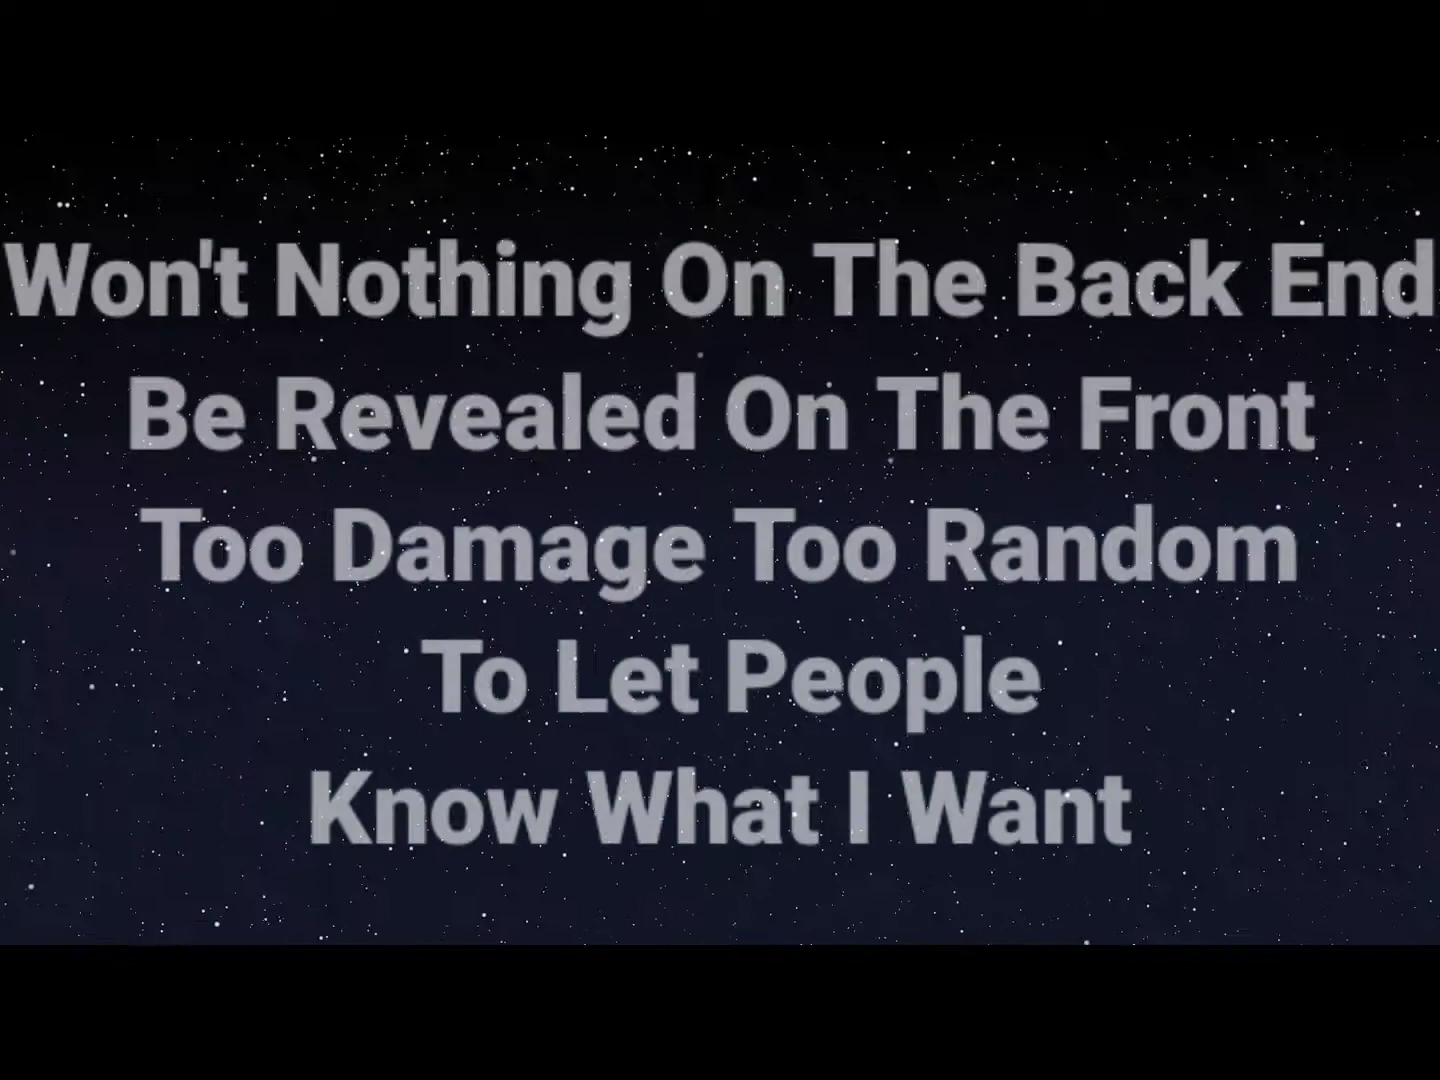 Won't Nothing On The Back End
Be Revealed On The Front
Too Damage Too Random
To Let People
Know What I Want